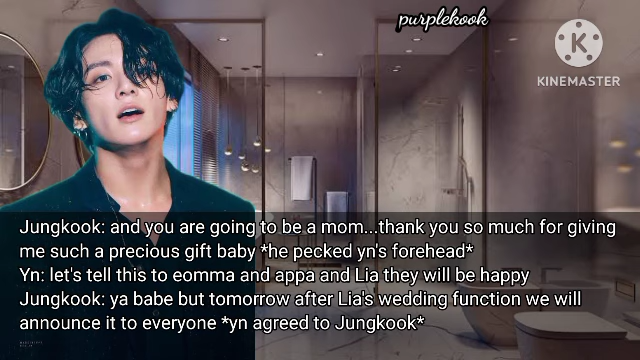 purplekook
K
KINEMASTER
Jungkook: and you are going to be a mom...thank you so much for giving
me such a precious gift baby *he pecked yn's forehead*
Yn: let's tell this to eomma and appa and Lia they will be happy
Jungkook: ya babe but tomorrow after Lia's wedding function we will
announce it to everyone *yn agreed to Jungkook*